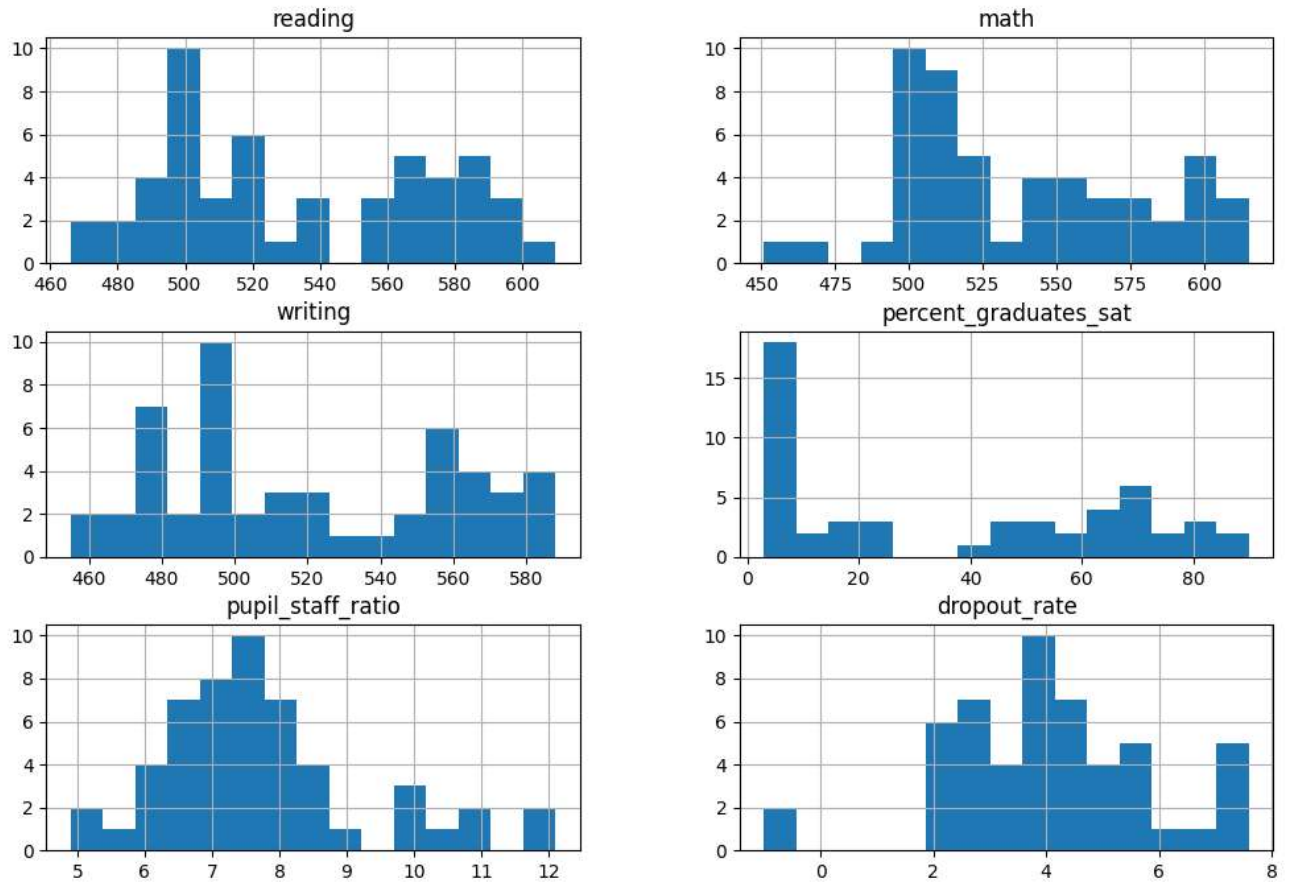 reading
10
8
6
4
2
0
460 480 500 520 540 560 580 600
math
10
8
6
4
2
0
450 475 500 525 550 575 600
writing
10
8
6
4
2
0
460 480 500 520 540 560 580
percent_graduates_sat
15
10
5
0
0 20 40 60 80
pupil_staff_ratio
10
8
6
4
2
0
5 6 7 8 9 10 11 12
dropout_rate
10
8
6
4
2
0
0 2 4 6 8